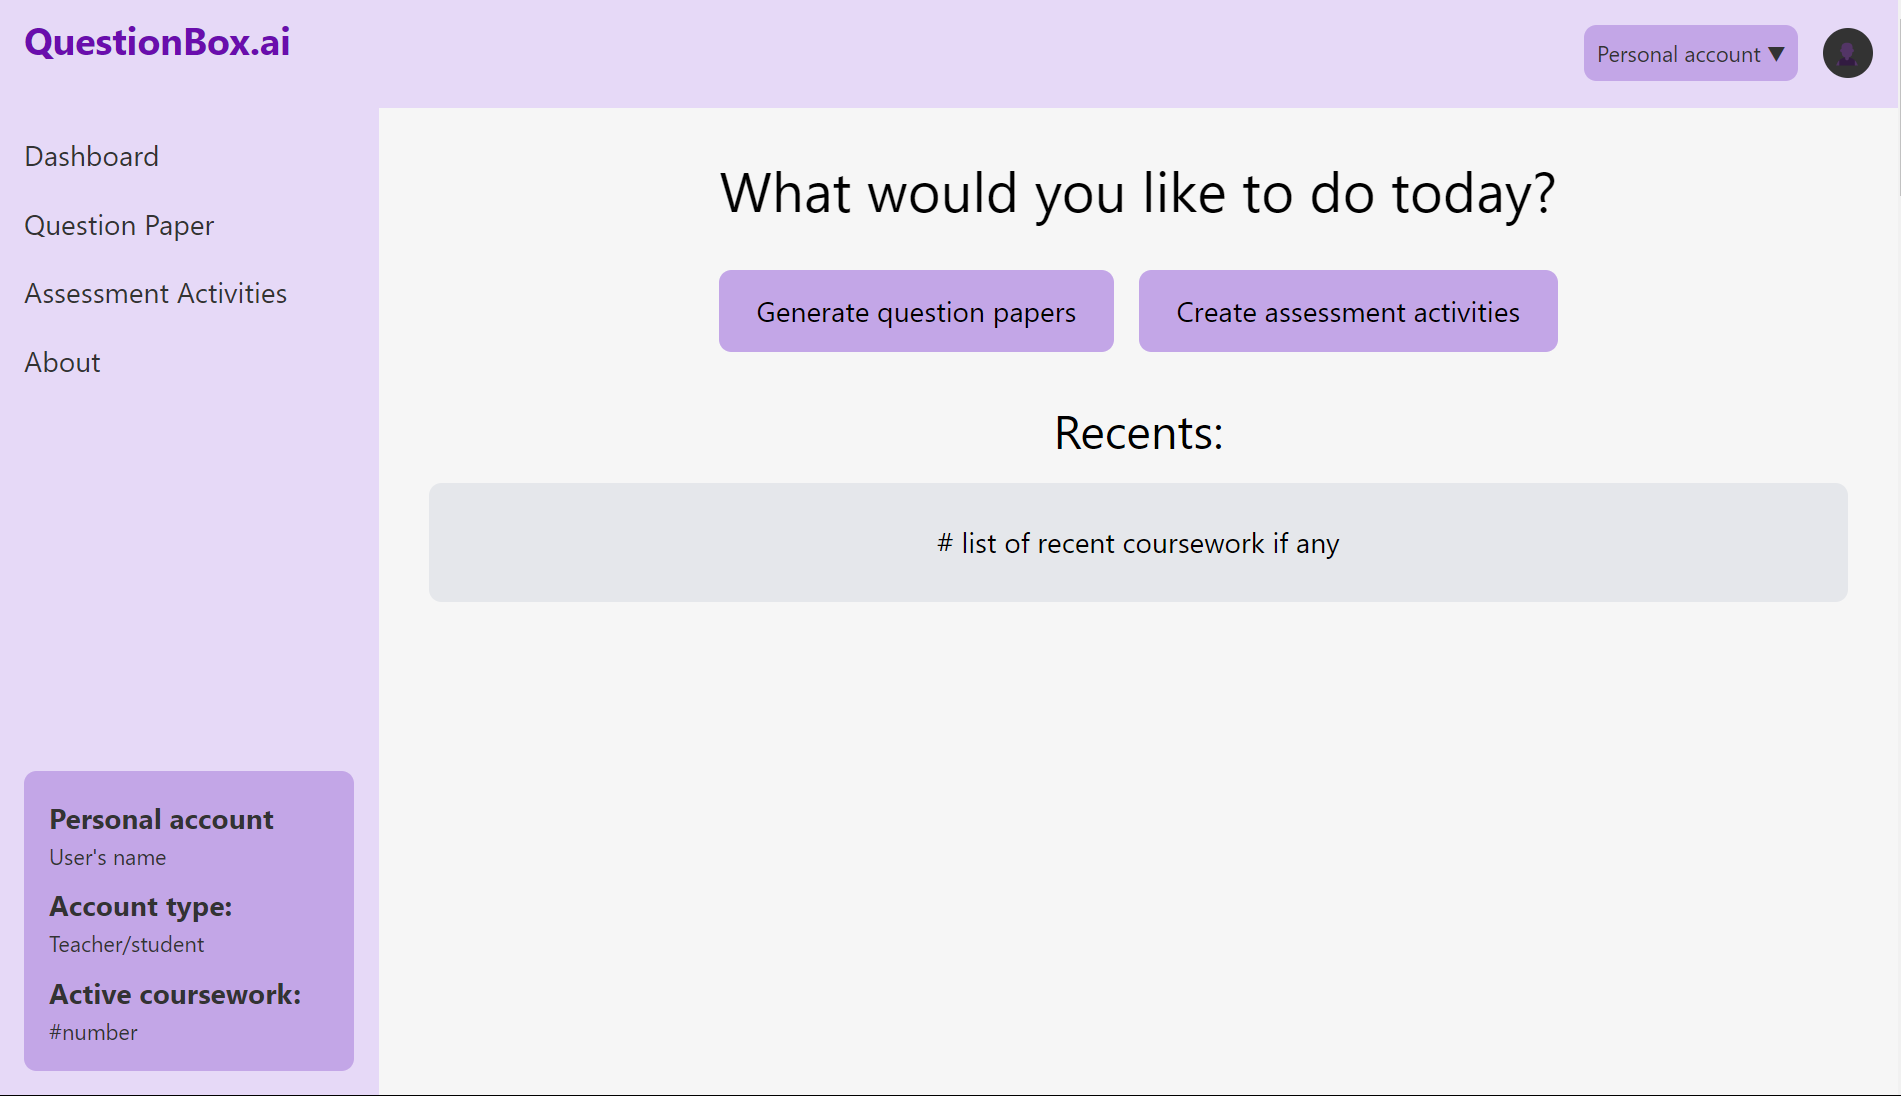 QuestionBox.ai
Personal account ▼
Dashboard
Question Paper
Assessment Activities
About
What would you like to do today?
Generate question papers
Create assessment activities
Recents:
# list of recent coursework if any
Personal account
User's name
Account type:
Teacher/student
Active coursework:
#number